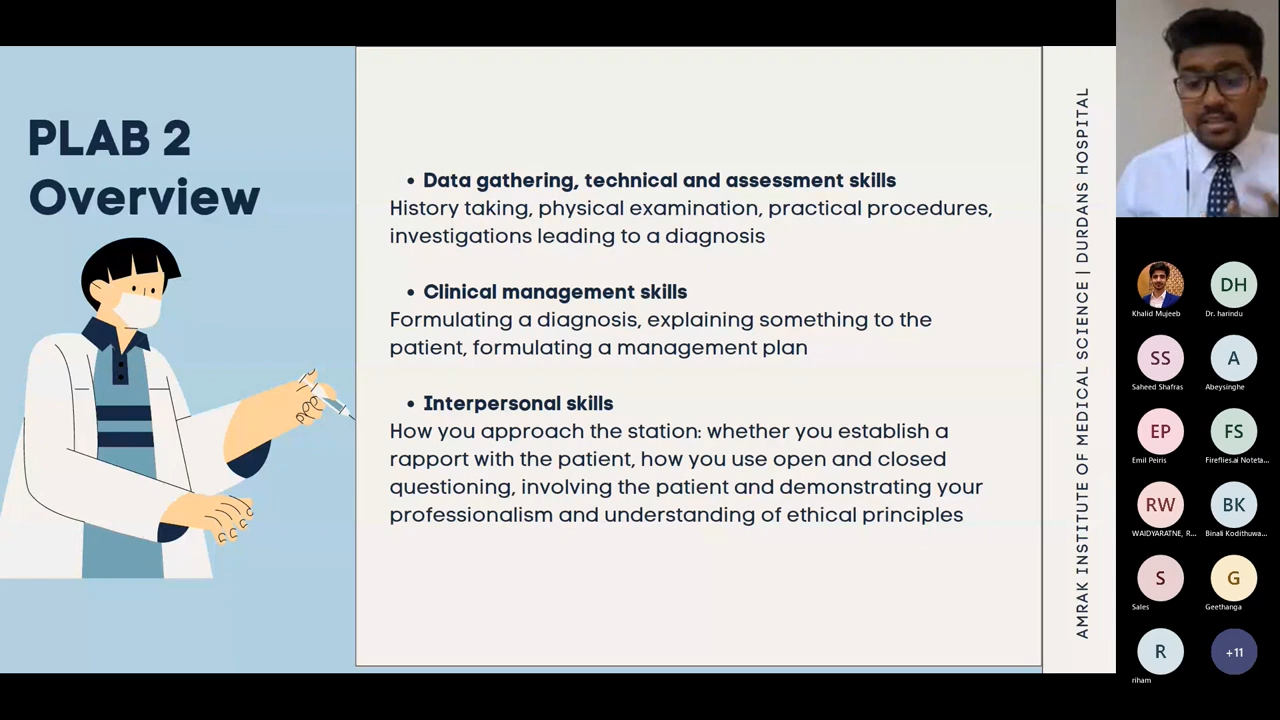 PLAB 2
Overview
• Data gathering, technical and assessment skills
History taking, physical examination, practical procedures,
investigations leading to a diagnosis
• Clinical management skills
Formulating a diagnosis, explaining something to the
patient, formulating a management plan
• Interpersonal skills
How you approach the station: whether you establish a
rapport with the patient, how you use open and closed
questioning, involving the patient and demonstrating your
professionalism and understanding of ethical principles
AMRAK INSTITUTE OF MEDICAL SCIENCE | DURDANS HOSPITAL
DH
Khalid Mujeeb
Dr. harindu
SS
A
Saheed Shafras
Abeysinghe
EP
FS
Emil Peiris
Fireflies.ai Noteta...
RW
BK
WAIDYARATNE, R...
Binali Kodithuwa...
S
G
Sales
Geethanga
R
+11
riham